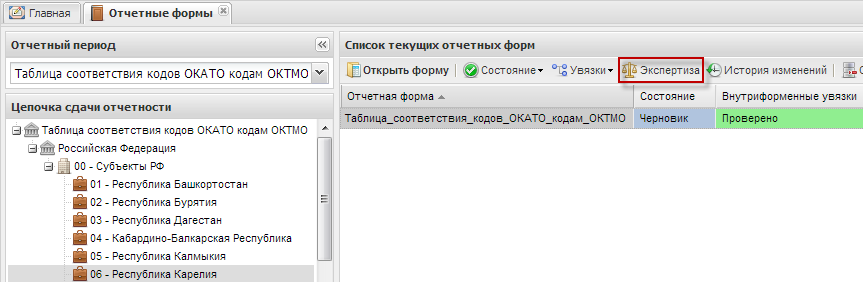 Главная
Отчетные формы
Отчетный период
Таблица соответствия кодов ОКАТО кодам ОКТМО
Цепочка сдачи отчетности
Таблица соответствия кодов ОКАТО кодам ОКТМО
Российская Федерация
00 - Субъекты РФ
01 - Республика Башкортостан
02 - Республика Бурятия
03 - Республика Дагестан
04 - Кабардино-Балкарская Республика
05 - Республика Калмыкия
06 - Республика Карелия
Список текущих отчетных форм
Открыть форму Состояние Увязки Экспертиза История изменений
Отчетная форма Состояние Внутриформенные увязки
Таблица_соответствия_кодов_ОКАТО_кодам_ОКТМО Черновик Проверено